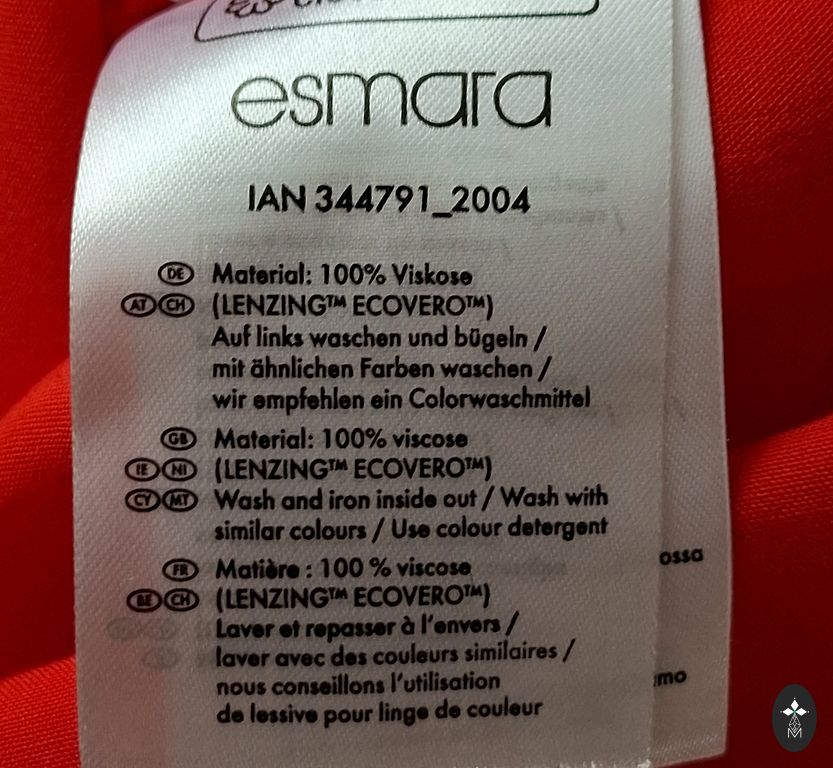 esmara
IAN 344791_2004
DE Material: 100% Viskose
AT CH (LENZING™ ECOVERO™)
Auf links waschen und bügeln /
mit ähnlichen Farben waschen /
wir empfehlen ein Colorwaschmittel
GB Material: 100% viscose
IE NI (LENZING™ ECOVERO™)
CY MT Wash and iron inside out / Wash with
similar colours / Use colour detergent
FR Matière : 100 % viscose
BE CH (LENZING™ ECOVERO™)
Laver et repasser à l'envers /
laver avec des couleurs similaires /
nous conseillons l'utilisation
de lessive pour linge de couleur
ossa
mo
M